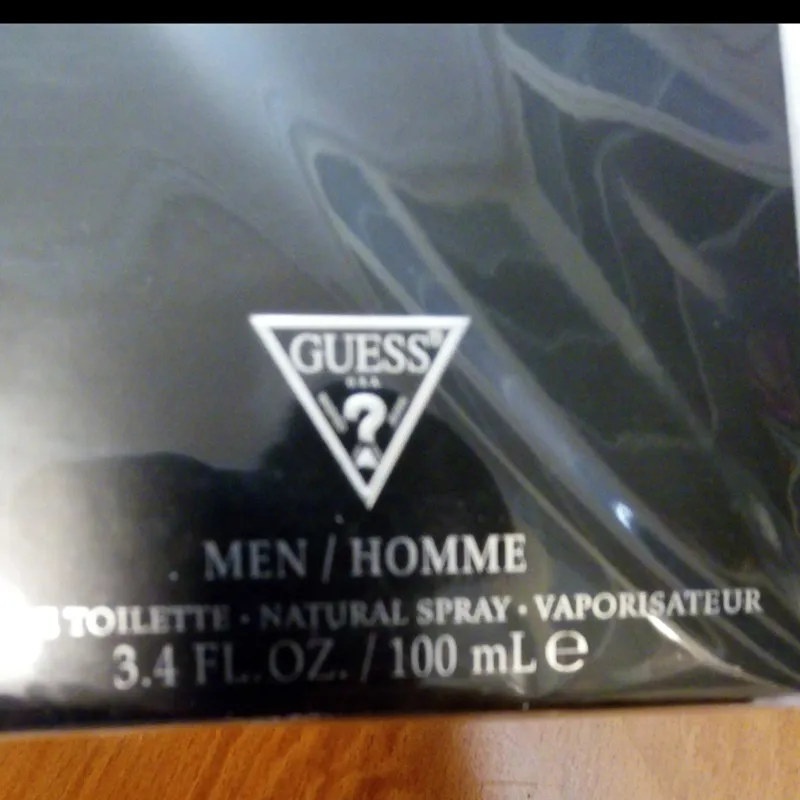 GUESS®
U.S.A.
?
MEN / HOMME
TOILETTE • NATURAL SPRAY • VAPORISATEUR
3.4 FL. OZ. / 100 mL ℮